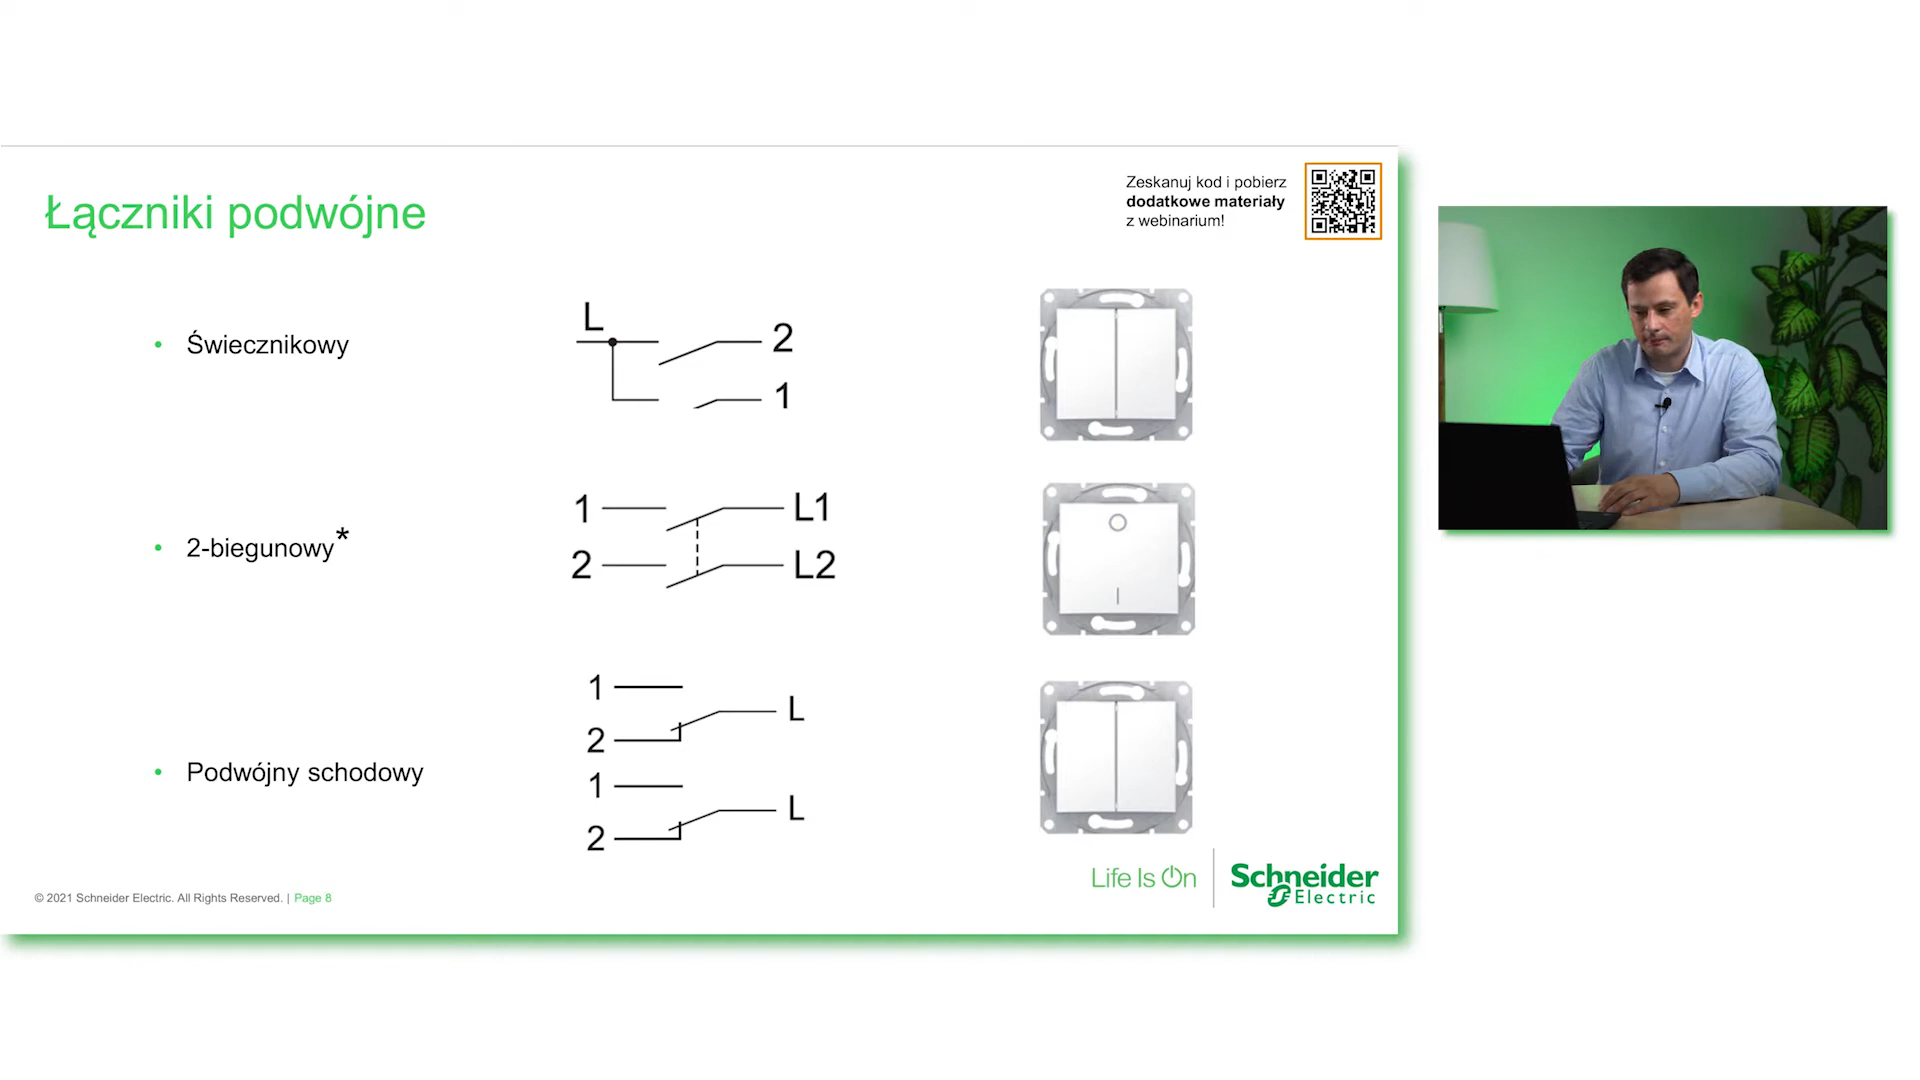 Zeskanuj kod i pobierz
dodatkowe materiały
z webinarium!
Łączniki podwójne
• Świecznikowy
L
2
1
• 2-biegunowy*
1 L1
2 L2
• Podwójny schodowy
1
L
2
1
L
2
Life Is On
Schneider
Electric
© 2021 Schneider Electric. All Rights Reserved. | Page 8